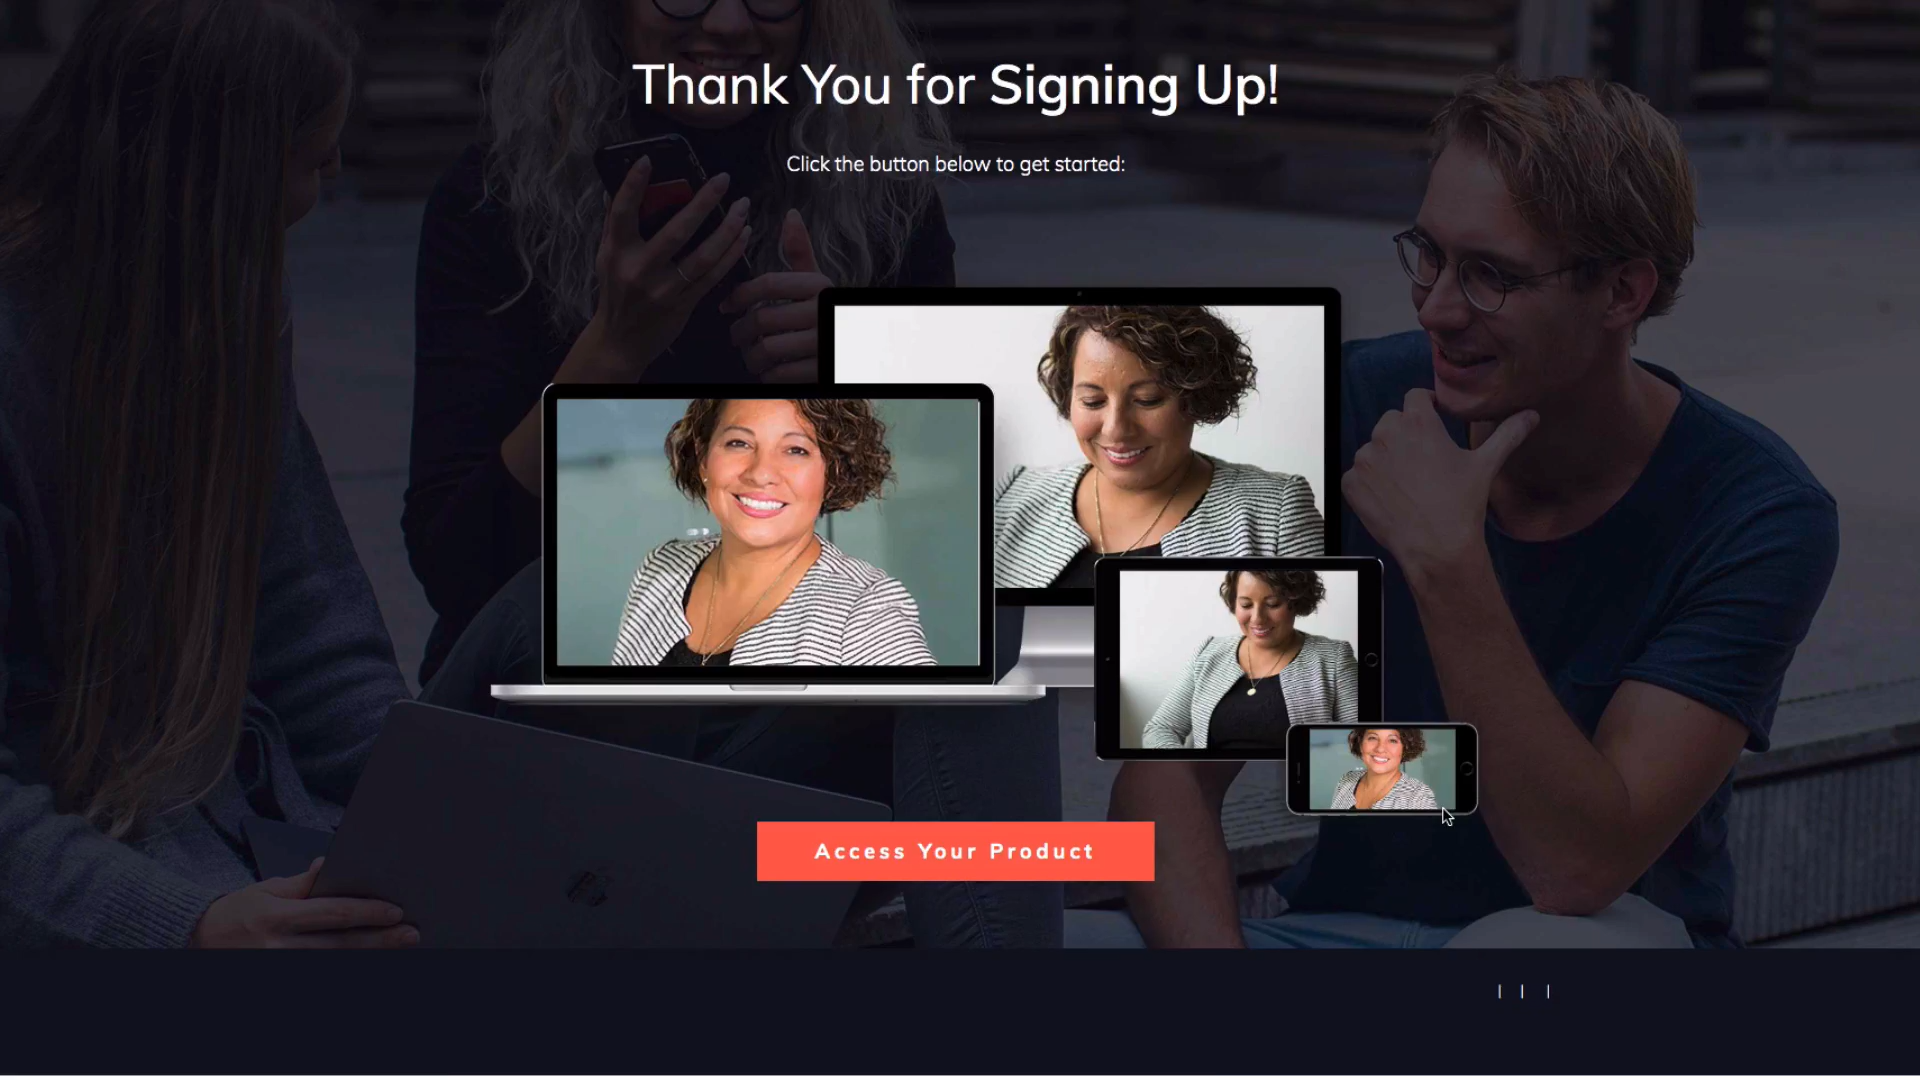 Thank You for Signing Up!
Click the button below to get started:
Access Your Product
| | |